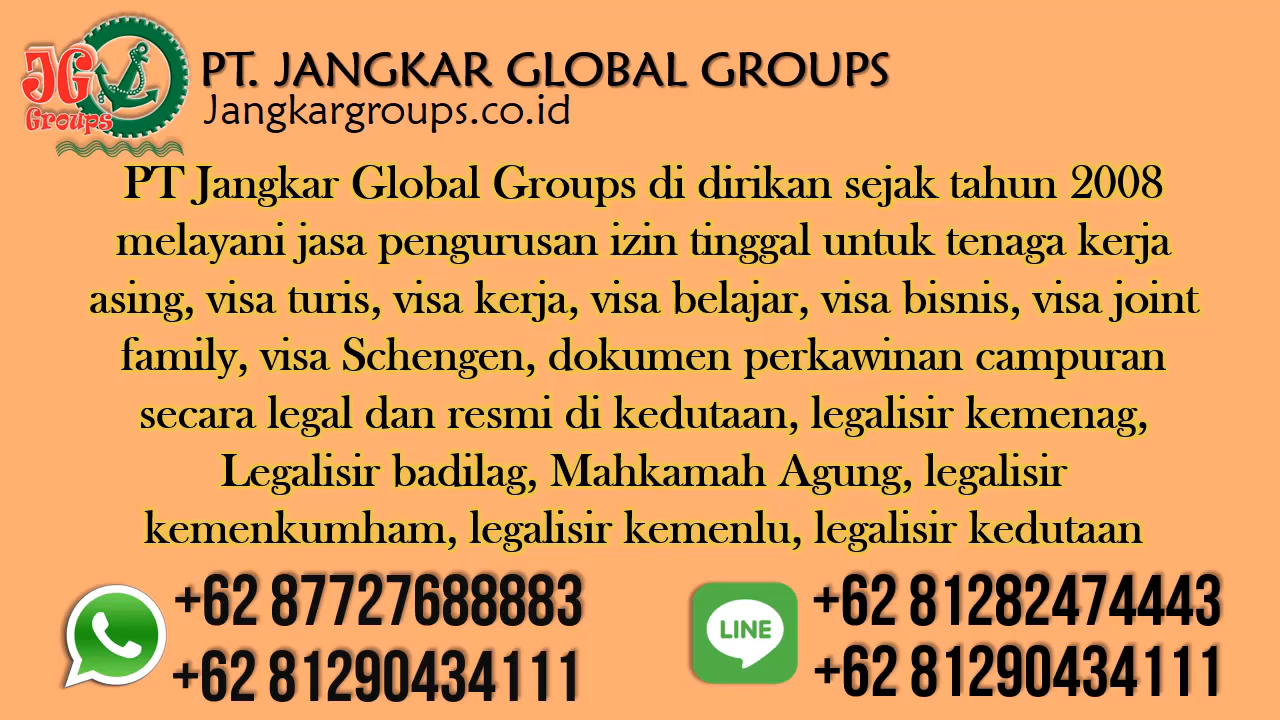 JG
Groups
PT. JANGKAR GLOBAL GROUPS
Jangkargroups.co.id
PT Jangkar Global Groups di dirikan sejak tahun 2008
melayani jasa pengurusan izin tinggal untuk tenaga kerja
asing, visa turis, visa kerja, visa belajar, visa bisnis, visa joint
family, visa Schengen, dokumen perkawinan campuran
secara legal dan resmi di kedutaan, legalisir kemenag,
Legalisir badilag, Mahkamah Agung, legalisir
kemenkumham, legalisir kemenlu, legalisir kedutaan
+62 87727688883
+62 81290434111
LINE
+62 81282474443
+62 81290434111